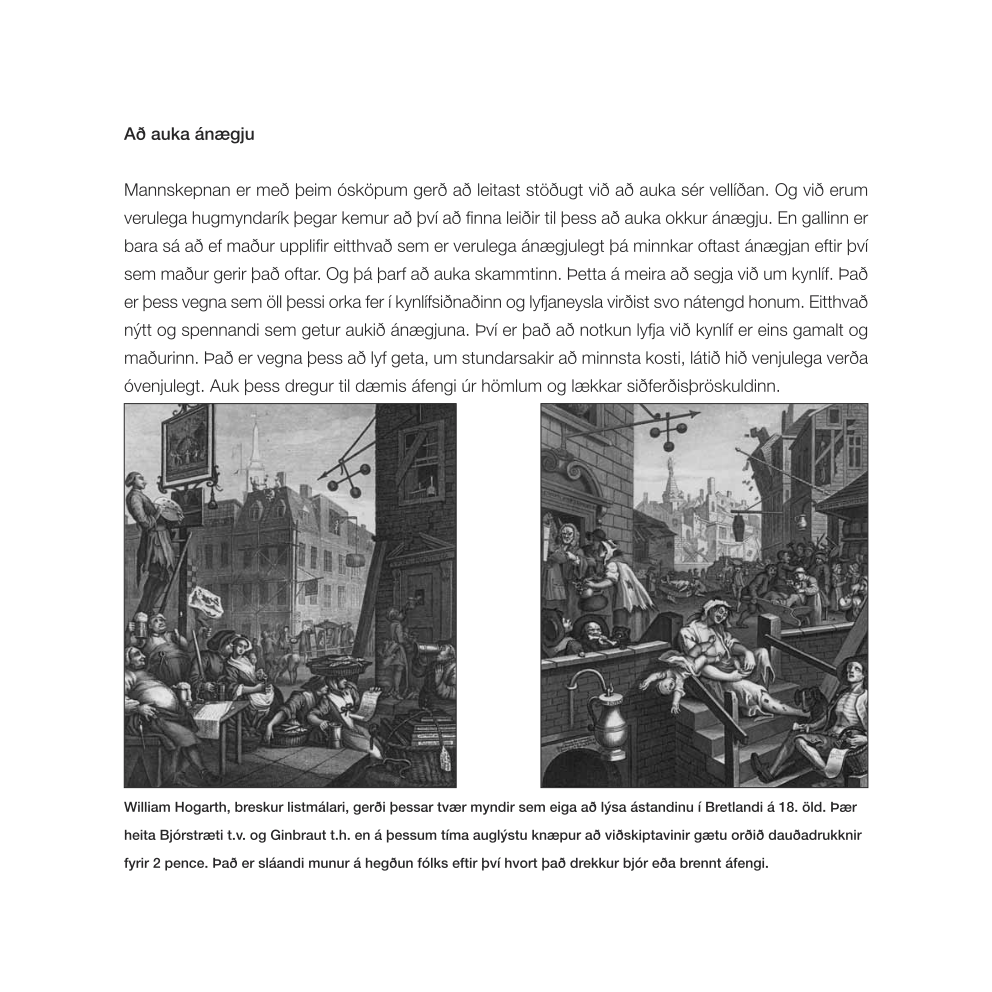 Að auka ánægju
Mannskepnan er með þeim ósköpum gerð að leitast stöðugt við að auka sér vellíðan. Og við erum
verulega hugmyndarík þegar kemur að því að finna leiðir til þess að auka okkur ánægju. En gallinn er
bara sá að ef maður upplifir eitthvað sem er verulega ánægjulegt þá minnkar oftast ánægjan eftir því
sem maður gerir það oftar. Og þá þarf að auka skammtinn. Þetta á meira að segja við um kynlíf. Það
er þess vegna sem öll þessi orka fer í kynlífsiðnaðinn og lyfjaneysla virðist svo nátengd honum. Eitthvað
nýtt og spennandi sem getur aukið ánægjuna. Því er það að notkun lyfja við kynlíf er eins gamalt og
maðurinn. Það er vegna þess að lyf geta, um stundarsakir að minnsta kosti, látið hið venjulega verða
óvenjulegt. Auk þess dregur til dæmis áfengi úr hömlum og lækkar siðferðisþröskuldinn.
William Hogarth, breskur listmálari, gerði þessar tvær myndir sem eiga að lýsa ástandinu í Bretlandi á 18. öld. Þær
heita Bjórstræti t.v. og Ginbraut t.h. en á þessum tíma auglýstu knæpur að viðskiptavinir gætu orðið dauðadrukknir
fyrir 2 pence. Það er sláandi munur á hegðun fólks eftir því hvort það drekkur bjór eða brennt áfengi.